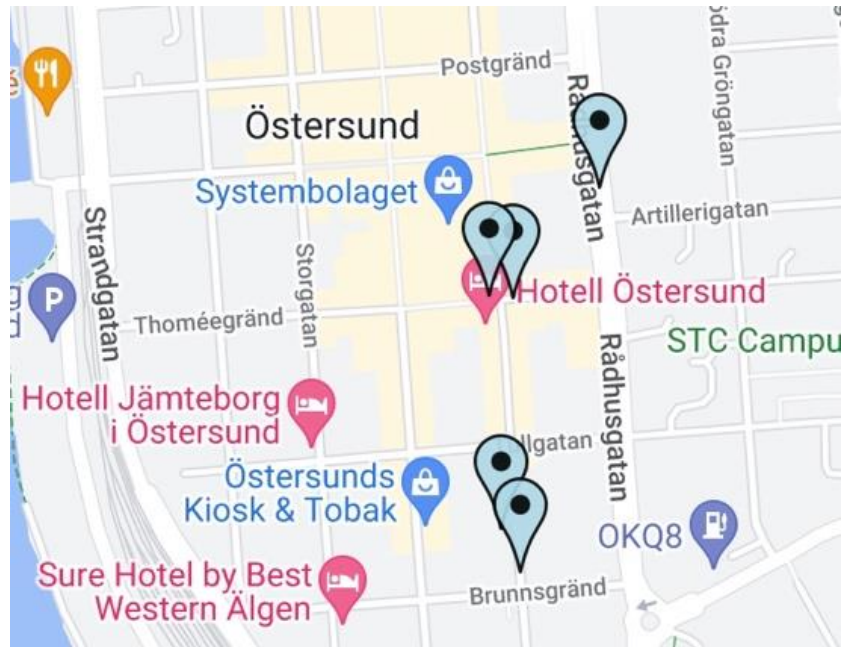 Postgränd
Rådhusgatan
ödra Gröngatan
Östersund
Systembolaget
Artillerigatan
Strandgatan
Storgatan
P
Hotell Östersund
Thoméegränd
STC Campu
Rådhusgatan
Hotell Jämteborg
i Östersund
llgatan
Östersunds
Kiosk & Tobak
OKQ8
Sure Hotel by Best
Western Älgen
Brunnsgränd